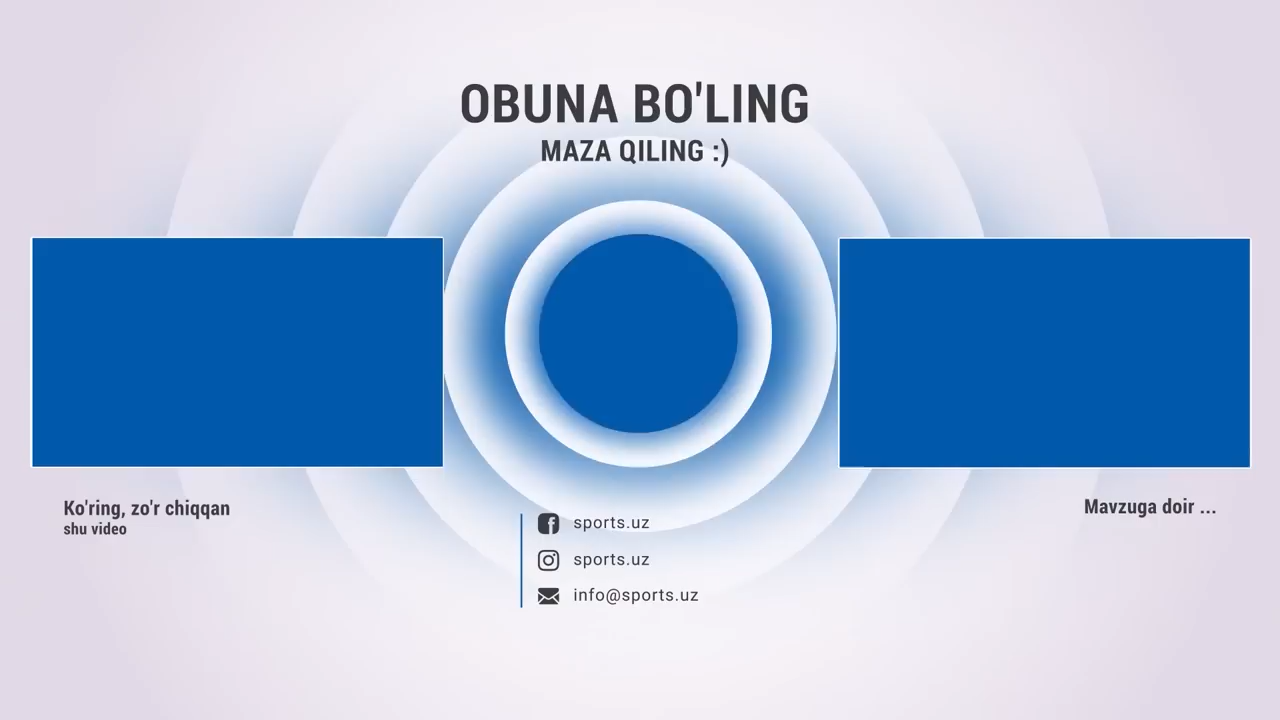 OBUNA BO'LING
MAZA QILING :)
Ko'ring, zo'r chiqqan
shu video
Mavzuga doir ...
sports.uz
sports.uz
info@sports.uz